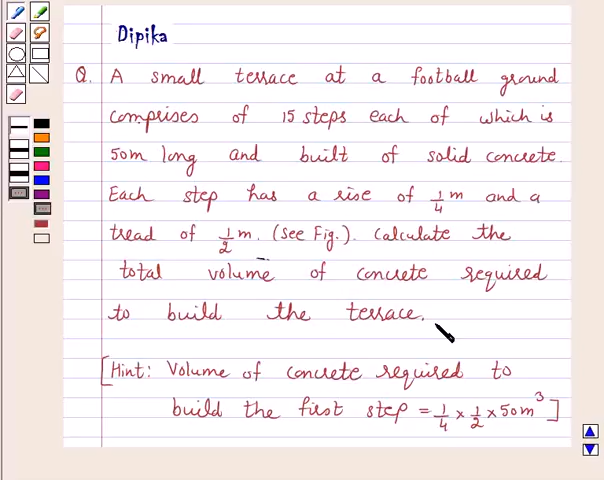 Dipika
Q. A small terrace at a football ground
comprises of 15 steps each of which is
50m long and built of solid concrete.
Each step has a rise of 1/4 m and a
tread of 1/2 m. (See Fig.). Calculate the
total volume of concrete required
to build the terrace.
[Hint: Volume of concrete required to
build the first step = 1/4 × 1/2 × 50 m³]